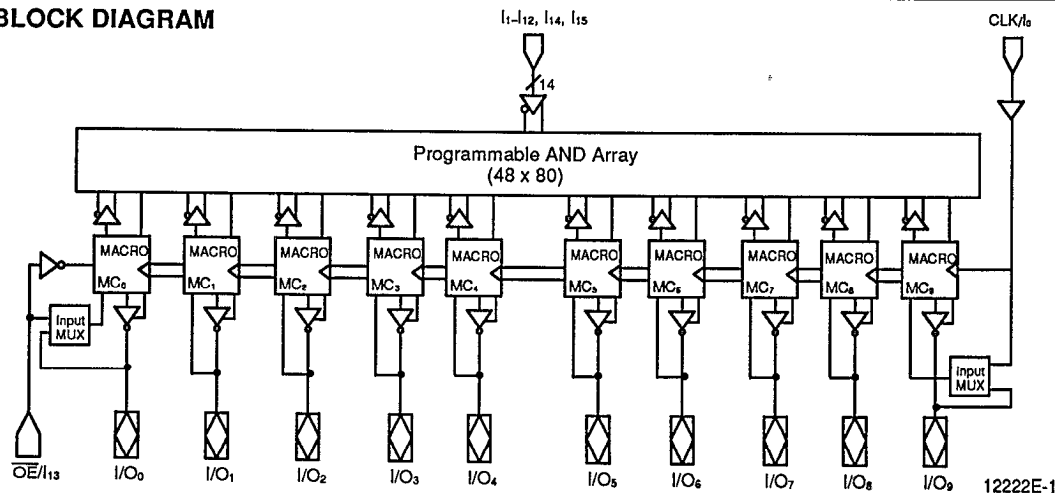 BLOCK DIAGRAM
I₁–I₁₂, I₁₄, I₁₅
CLK/I₀
14
Programmable AND Array
(48 x 80)
MACRO MACRO MACRO MACRO MACRO MACRO MACRO MACRO MACRO MACRO
MC₀ MC₁ MC₂ MC₃ MC₄ MC₅ MC₆ MC₇ MC₈ MC₉
Input
MUX
Input
MUX
O̅E̅/I₁₃ I/O₀ I/O₁ I/O₂ I/O₃ I/O₄ I/O₅ I/O₆ I/O₇ I/O₈ I/O₉ 12222E-1